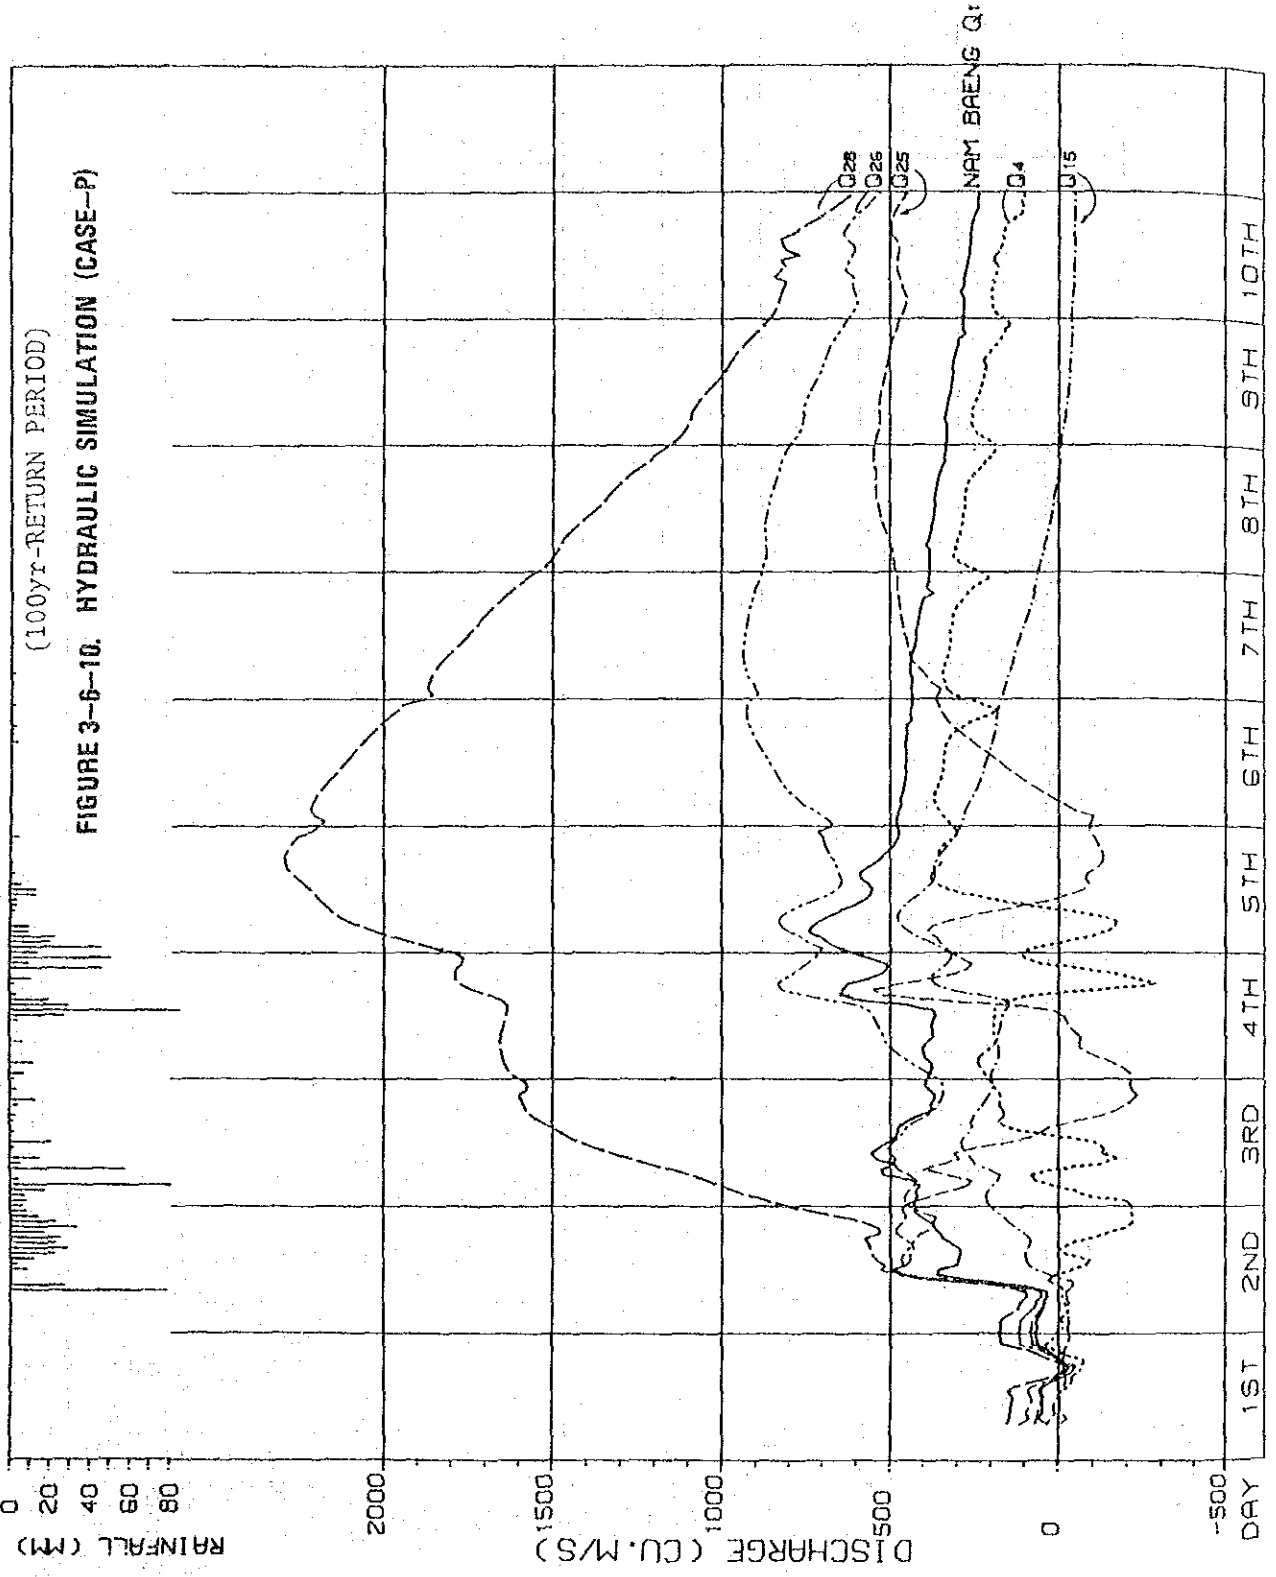 (100yr-RETURN PERIOD)
FIGURE 3-6-10. HYDRAULIC SIMULATION (CASE-P)
RAINFALL (MM)
0
20
40
60
80
DISCHARGE (CU.M/S)
2000
1500
1000
500
0
-500
Q28
Q26
Q25
NAM BAENG Q1
Q4
Q15
DAY
1ST
2ND
3RD
4TH
5TH
6TH
7TH
8TH
9TH
10TH